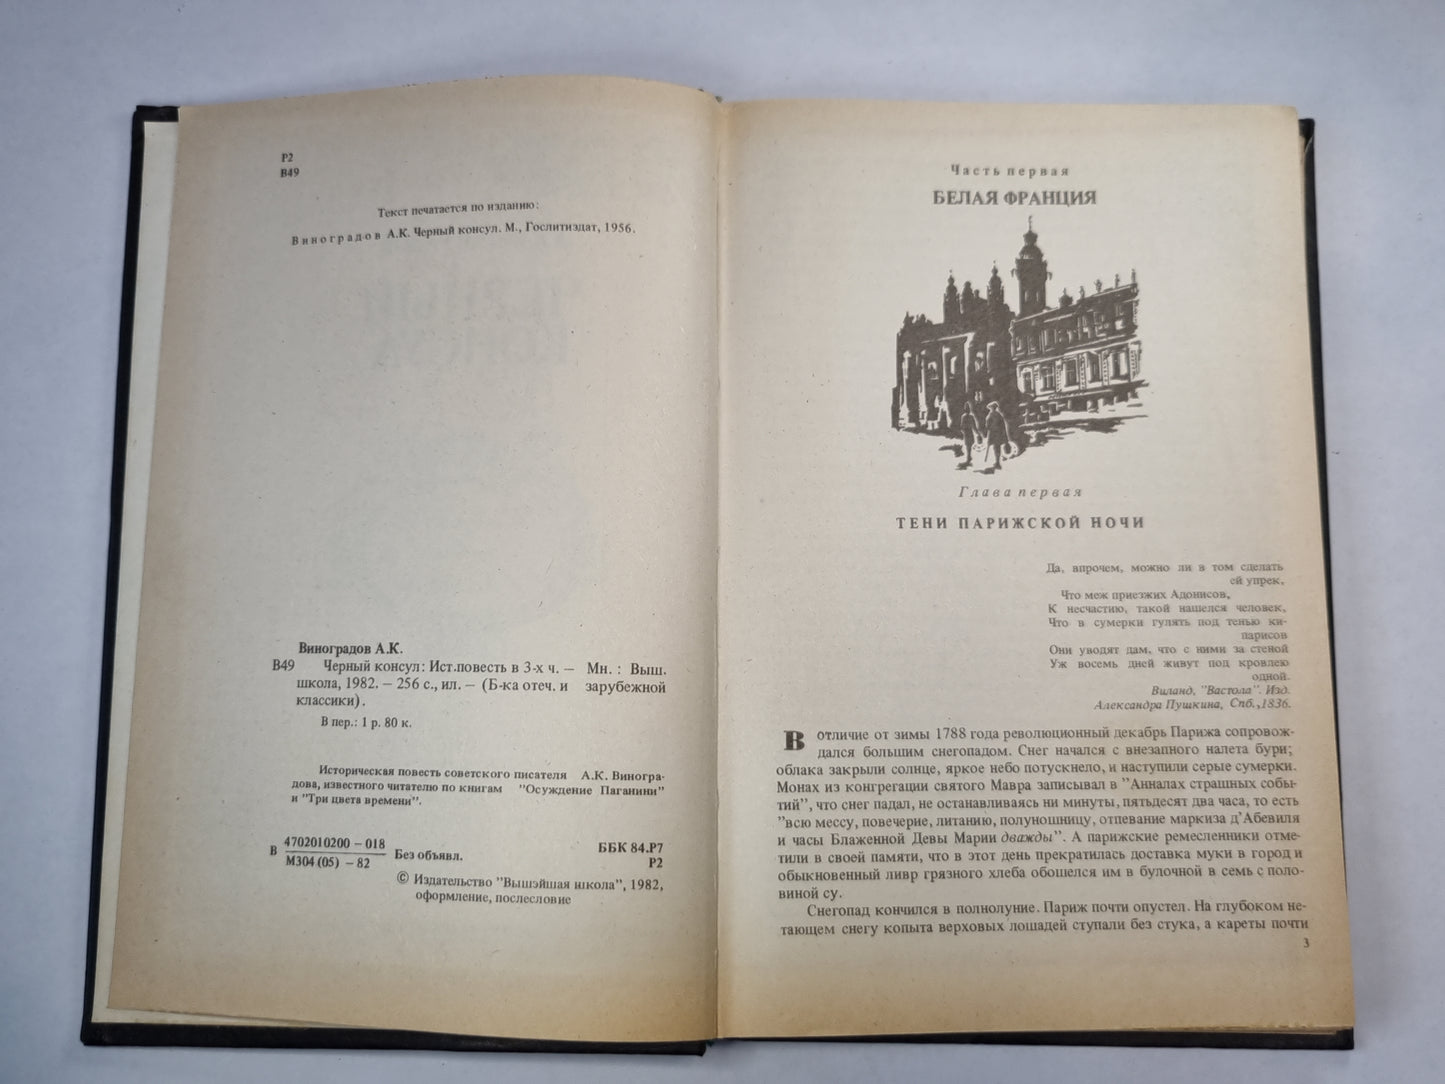 Р2
В49
Текст печатается по изданию:
Виноградов А.К. Черный консул. М., Гослитиздат, 1956.
Виноградов А.К.
В49 Черный консул: Ист.повесть в 3-х ч. — Мн. : Выш.
школа, 1982. — 256 с., ил. — (Б-ка отеч. и зарубежной
классики).
В пер.: 1 р. 80 к.
Историческая повесть советского писателя А.К. Виногра-
дова, известного читателю по книгам "Осуждение Паганини"
и "Три цвета времени".
В 4702010200 – 018
М304(05) – 82
Без объявл.
ББК 84.Р7
Р2
© Издательство "Вышэйшая школа", 1982,
оформление, послесловие
Часть первая
БЕЛАЯ ФРАНЦИЯ
Глава первая
ТЕНИ ПАРИЖСКОЙ НОЧИ
Да, впрочем, можно ли в том сделать
ей упрек,
Что меж приезжих Адонисов,
К несчастию, такой нашелся человек,
Что в сумерки гулять под тенью ки-
парисов
Они уводят дам, что с ними за стеной
Уж восемь дней живут под кровлею
одной.
Виланд. "Вастола". Изд.
Александра Пушкина, Спб.,1836.
В отличие от зимы 1788 года революционный декабрь Парижа сопровож-
дался большим снегопадом. Снег начался с внезапного налета бури;
облака закрыли солнце, яркое небо потускнело, и наступили серые сумерки.
Монах из конгрегации святого Мавра записывал в "Анналах страшных собы-
тий", что снег падал, не останавливаясь ни минуты, пятьдесят два часа, то есть
"всю мессу, повечерие, литанию, полуношницу, отпевание маркиза д'Абевиля
и часы Блаженной Девы Марии дважды". А парижские ремесленники отме-
тили в своей памяти, что в этот день прекратилась доставка муки в город и
обыкновенный ливр грязного хлеба обошелся им в булочной в семь с поло-
виной су.
Снегопад кончился в полнолуние. Париж почти опустел. На глубоком не-
тающем снегу копыта верховых лошадей ступали без стука, а кареты почти
3